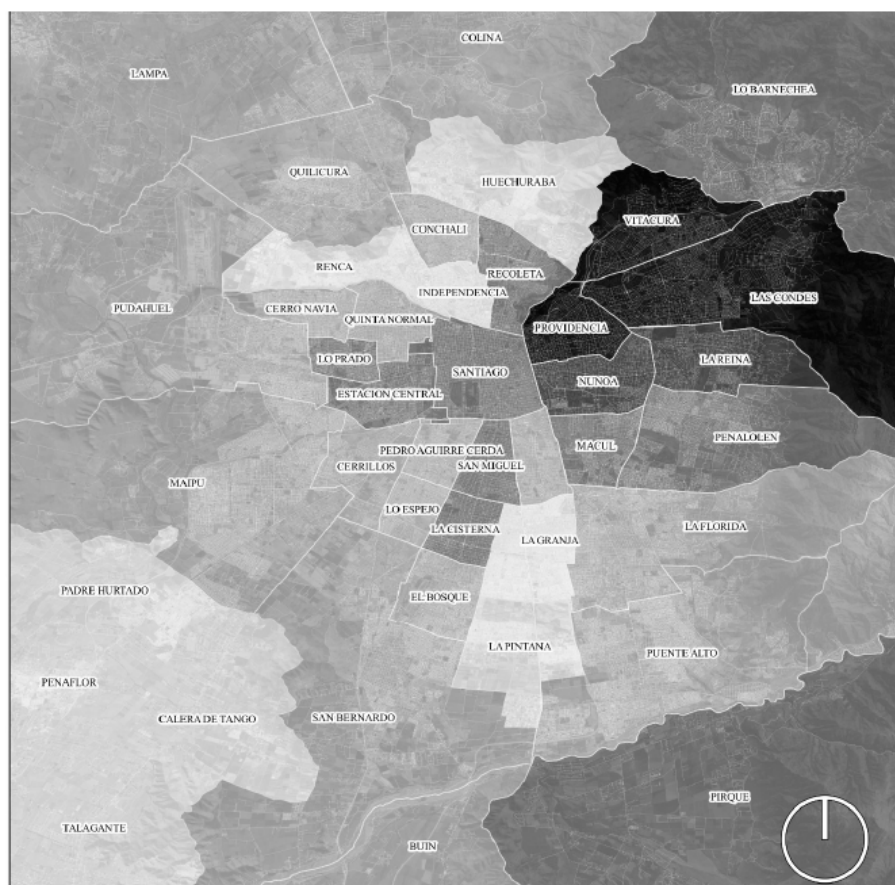 COLINA
LAMPA
LO BARNECHEA
QUILICURA
HUECHURABA
VITACURA
CONCHALI
RENCA
RECOLETA
INDEPENDENCIA
LAS CONDES
PUDAHUEL
CERRO NAVIA
QUINTA NORMAL
PROVIDENCIA
LO PRADO
SANTIAGO
LA REINA
NUNOA
ESTACION CENTRAL
PENALOLEN
MACUL
PEDRO AGUIRRE CERDA
CERRILLOS
SAN MIGUEL
MAIPU
LO ESPEJO
LA CISTERNA
LA GRANJA
LA FLORIDA
PADRE HURTADO
EL BOSQUE
LA PINTANA
PUENTE ALTO
PENAFLOR
CALERA DE TANGO
SAN BERNARDO
PIRQUE
TALAGANTE
BUIN